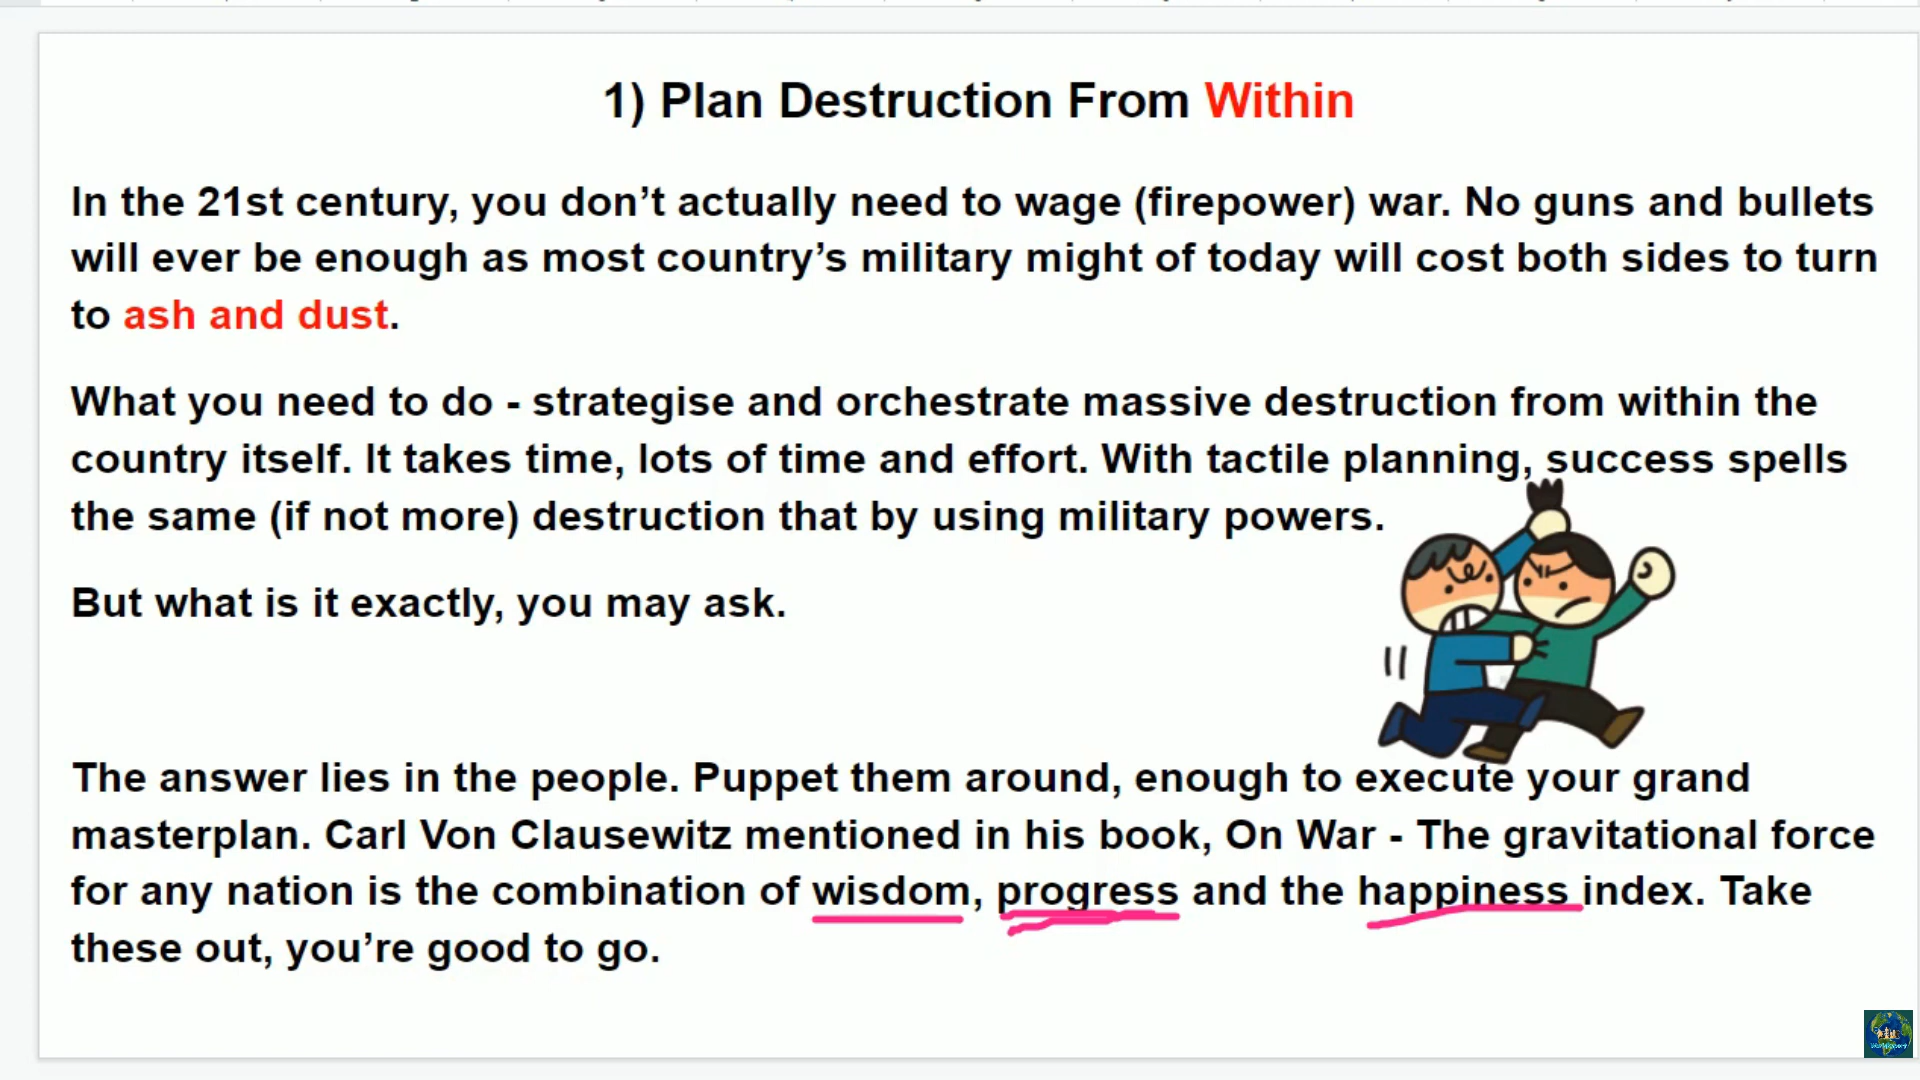 1) Plan Destruction From Within
In the 21st century, you don’t actually need to wage (firepower) war. No guns and bullets
will ever be enough as most country’s military might of today will cost both sides to turn
to ash and dust.
What you need to do - strategise and orchestrate massive destruction from within the
country itself. It takes time, lots of time and effort. With tactile planning, success spells
the same (if not more) destruction that by using military powers.
But what is it exactly, you may ask.
The answer lies in the people. Puppet them around, enough to execute your grand
masterplan. Carl Von Clausewitz mentioned in his book, On War - The gravitational force
for any nation is the combination of wisdom, progress and the happiness index. Take
these out, you’re good to go.